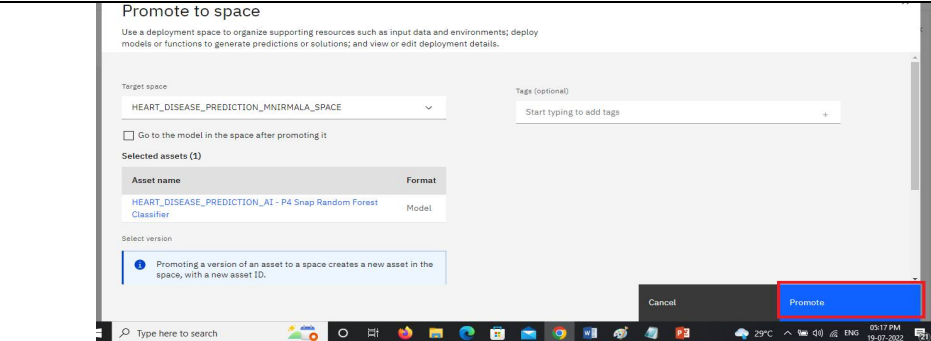 Promote to space
Use a deployment space to organize supporting resources such as input data and environments; deploy
models or functions to generate predictions or solutions; and view or edit deployment details.
Target space
HEART_DISEASE_PREDICTION_MNIRMALA_SPACE
Tags (optional)
Start typing to add tags
Go to the model in the space after promoting it
Selected assets (1)
Asset name Format
HEART_DISEASE_PREDICTION_AI - P4 Snap Random Forest
Classifier
Model
Select version
Promoting a version of an asset to a space creates a new asset in the
space, with a new asset ID.
Cancel Promote
Type here to search
29°C ENG
05:17 PM
19-07-2022
21